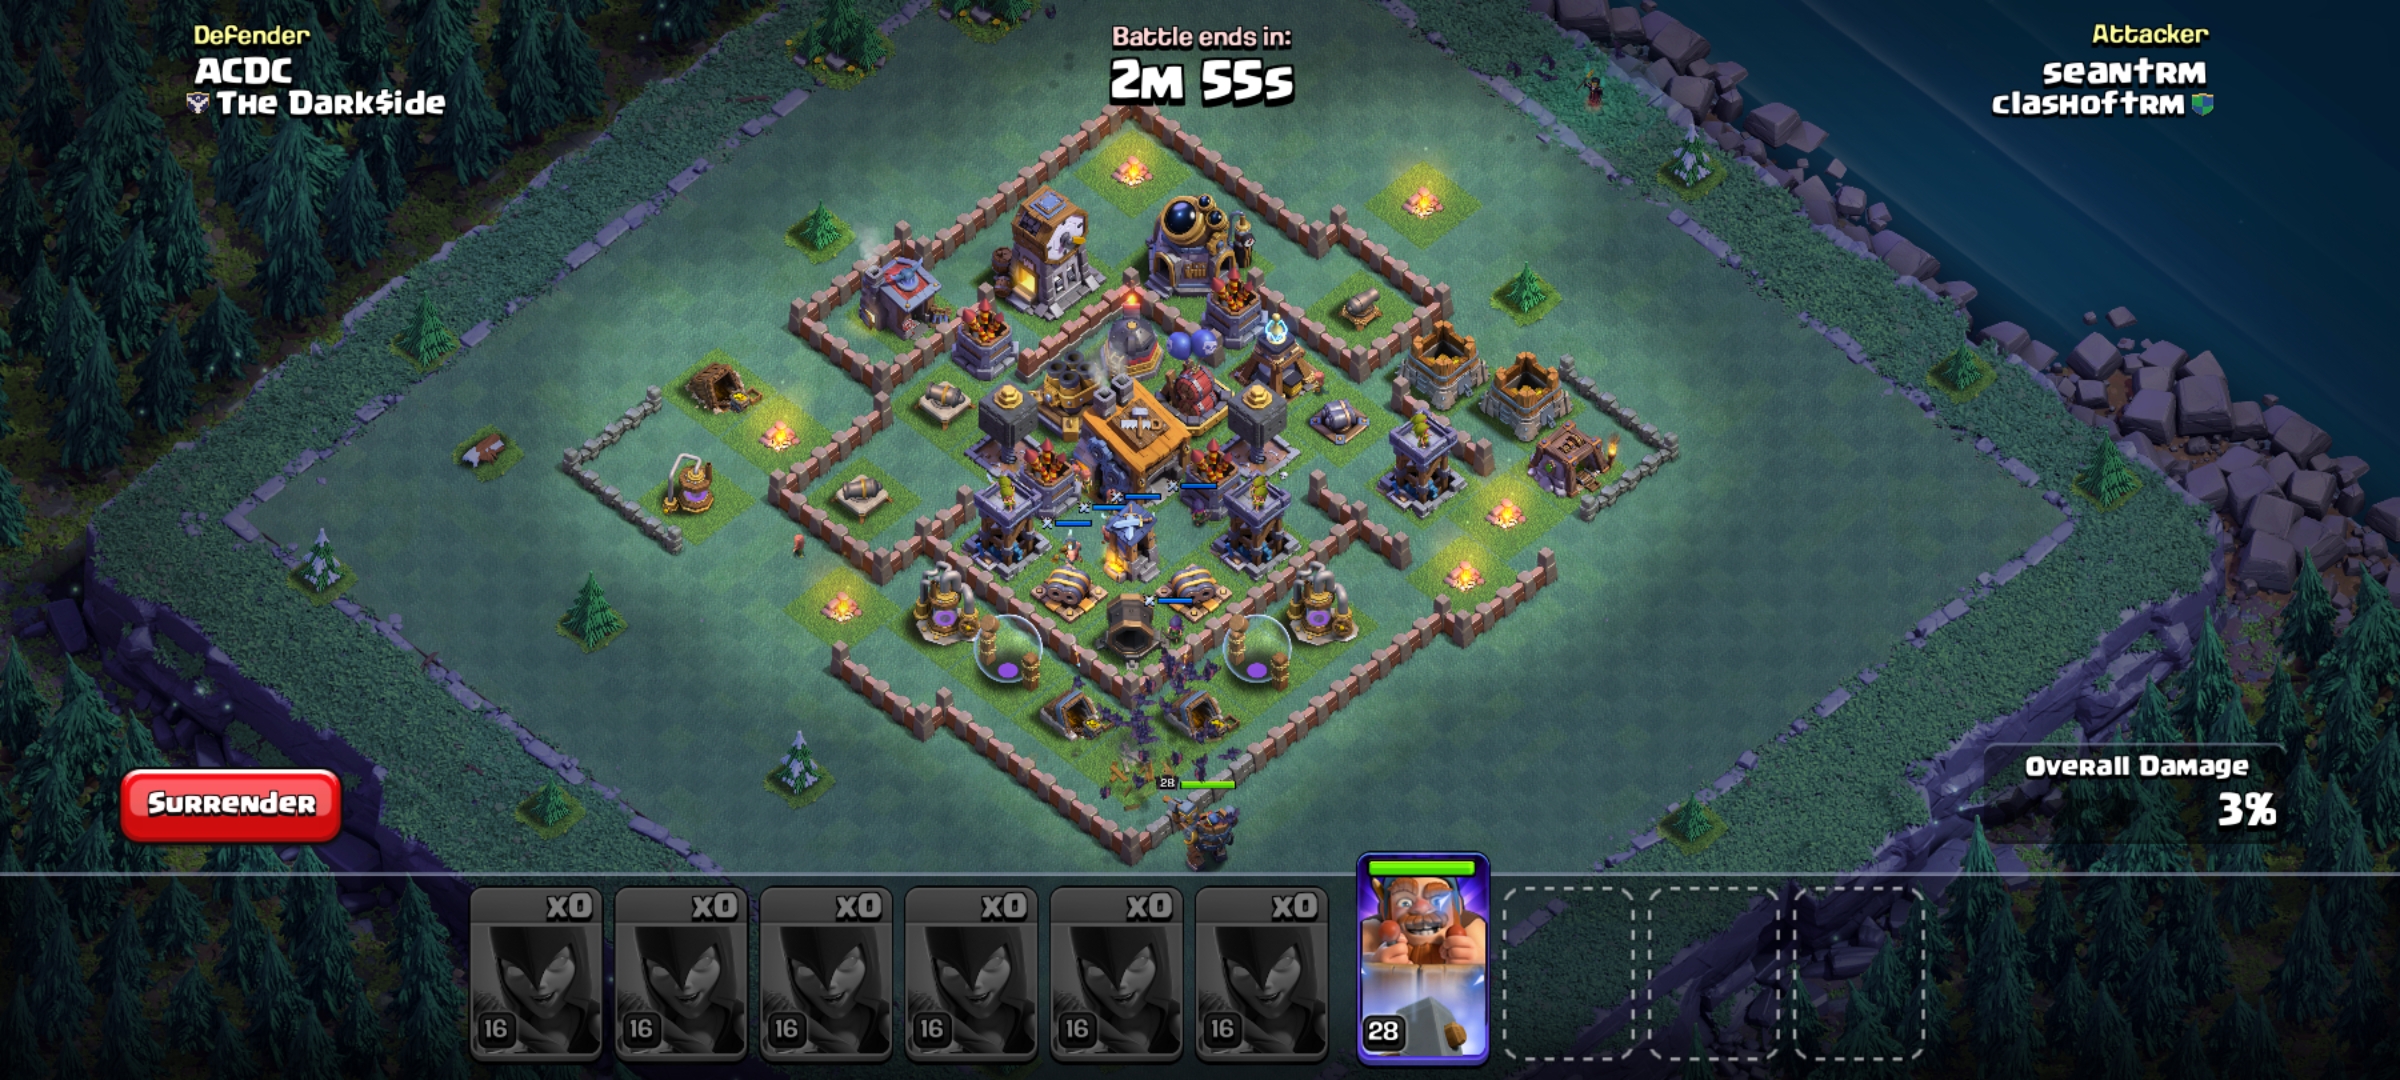 Defender
ACDC
The Dark$ide
Battle ends in:
2M 55s
Attacker
seantRM
clashoftRM
Surrender
Overall Damage
3%
28
x0 x0 x0 x0 x0 x0
16 16 16 16 16 16 28